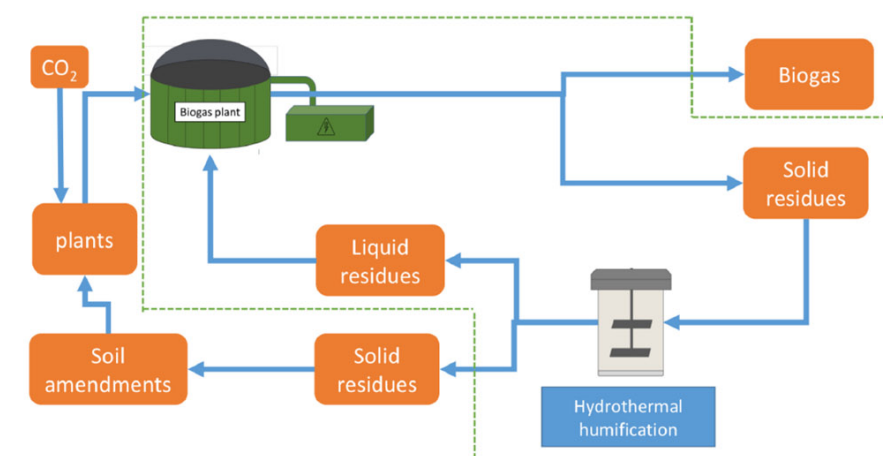 CO₂
Biogas plant
Biogas
Solid
residues
plants
Liquid
residues
Soil
amendments
Solid
residues
Hydrothermal
humification